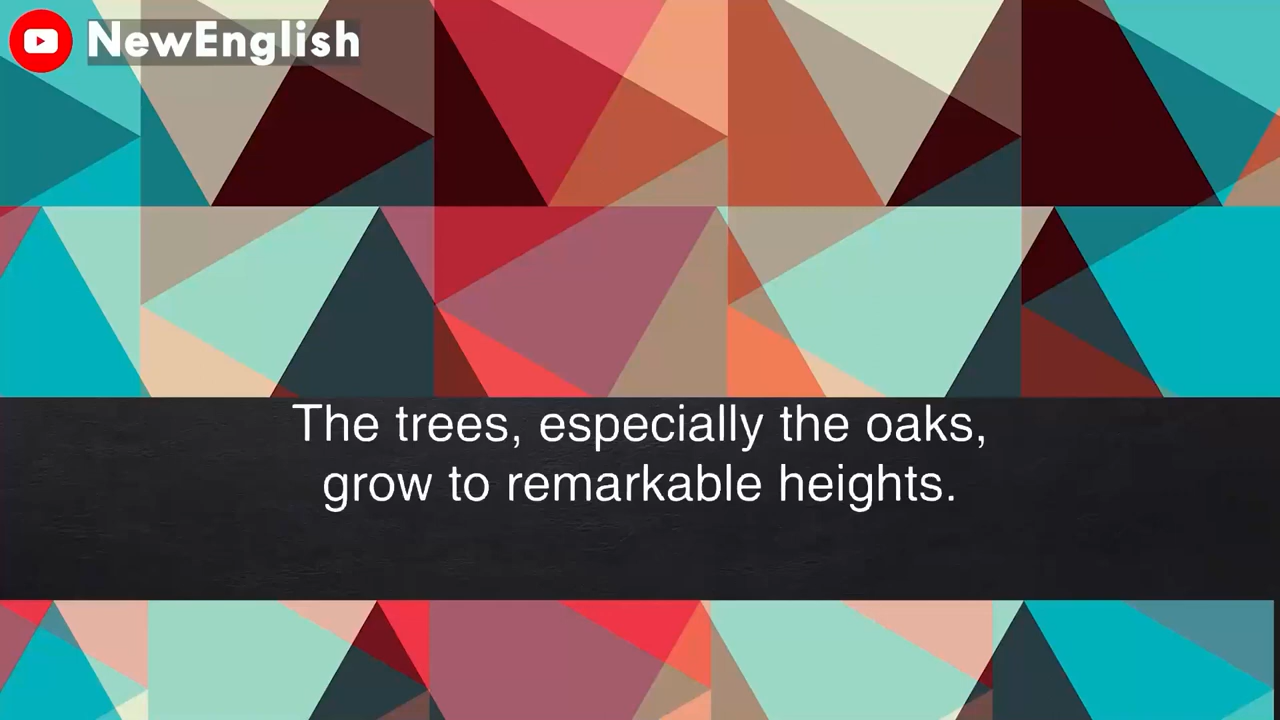 NewEnglish
The trees, especially the oaks,
grow to remarkable heights.